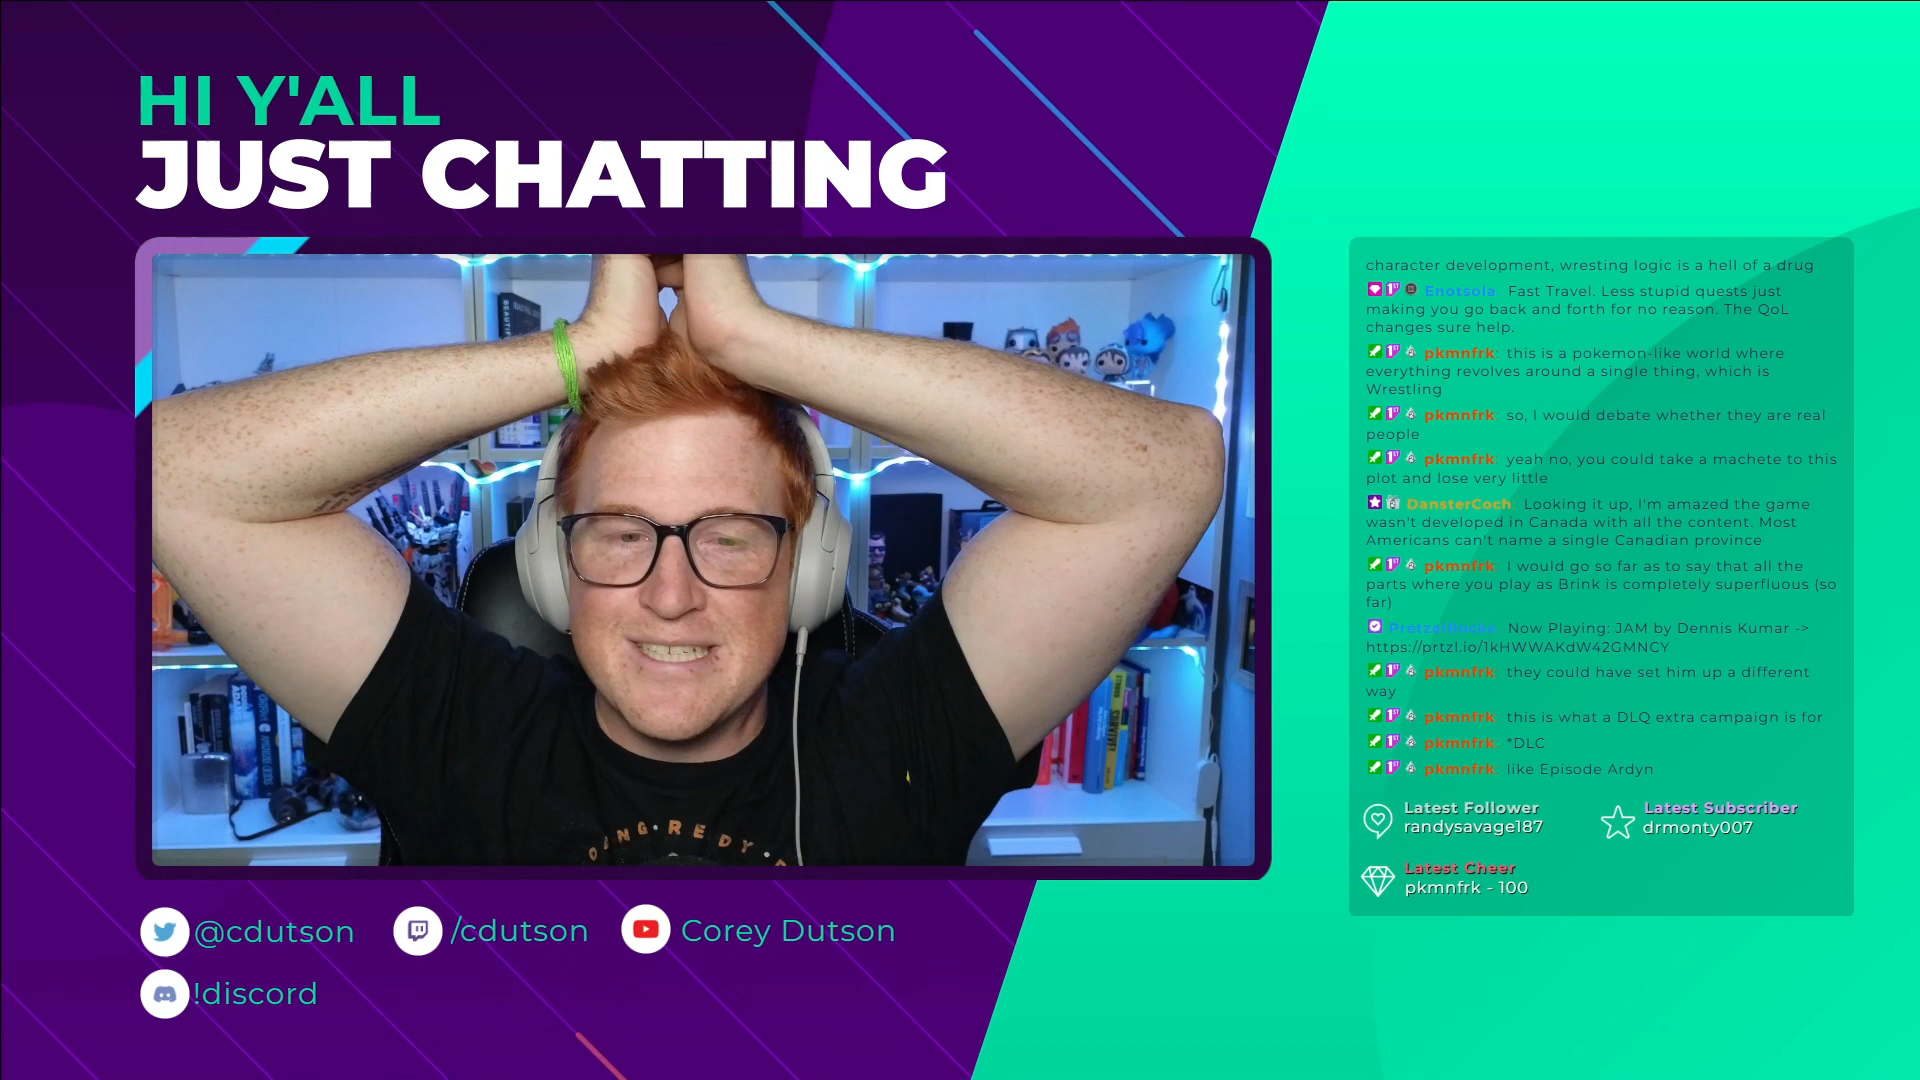 HI Y'ALL
JUST CHATTING
character development, wresting logic is a hell of a drug
Enotsola: Fast Travel. Less stupid quests just
making you go back and forth for no reason. The QoL
changes sure help.
pkmnfrk: this is a pokemon-like world where
everything revolves around a single thing, which is
Wrestling
pkmnfrk: so, I would debate whether they are real
people
pkmnfrk: yeah no, you could take a machete to this
plot and lose very little
DansterCoch: Looking it up, I'm amazed the game
wasn't developed in Canada with all the content. Most
Americans can't name a single Canadian province
pkmnfrk: I would go so far as to say that all the
parts where you play as Brink is completely superfluous (so
far)
PretzelRocks: Now Playing: JAM by Dennis Kumar ->
https://prtzl.io/1kHWWAKdW42GMNCY
pkmnfrk: they could have set him up a different
way
pkmnfrk: this is what a DLQ extra campaign is for
pkmnfrk: *DLC
pkmnfrk: like Episode Ardyn
Latest Follower
randysavage187
Latest Subscriber
drmonty007
Latest Cheer
pkmnfrk - 100
@cdutson
/cdutson
Corey Dutson
!discord